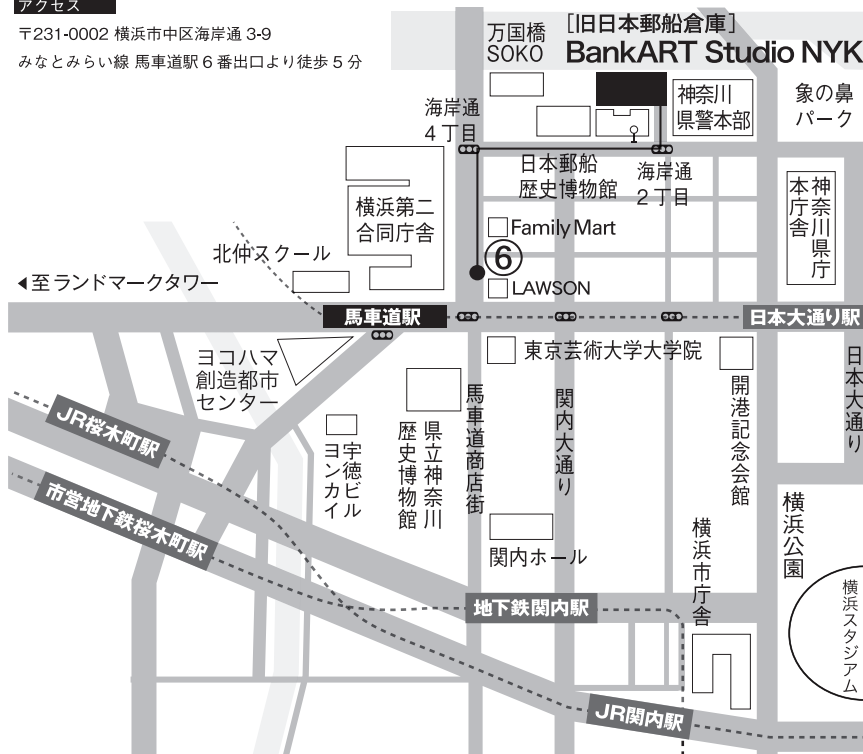 アクセス
〒231-0002 横浜市中区海岸通 3-9
みなとみらい線 馬車道駅 6 番出口より徒歩 5 分
万国橋
SOKO
［旧日本郵船倉庫］
BankART Studio NYK
海岸通
4 丁目
神奈川
県警本部
象の鼻
パーク
日本郵船
歴史博物館
海岸通
2 丁目
横浜第二
合同庁舎
神奈川県庁
本庁舎
Family Mart
北仲スクール
⑥
◀至ランドマークタワー
LAWSON
馬車道駅
日本大通り駅
ヨコハマ
創造都市
センター
東京芸術大学大学院
日本大通り
馬車道商店街
関内大通り
開港記念会館
JR桜木町駅
県立神奈川
歴史博物館
宇徳ビル
ヨンカイ
市営地下鉄桜木町駅
関内ホール
横浜公園
横浜市庁舎
横浜スタジアム
地下鉄関内駅
JR関内駅